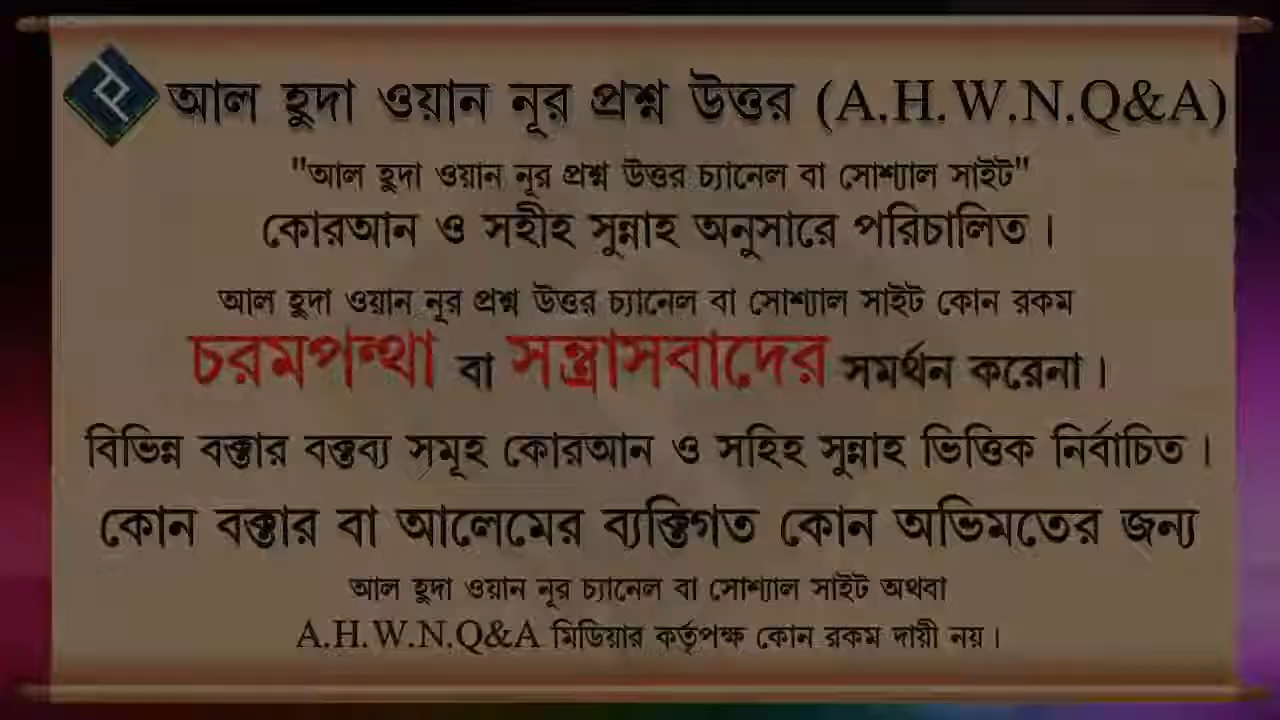 আল হুদা ওয়ান নূর প্রশ্ন উত্তর (A.H.W.N.Q&A)
"আল হুদা ওয়ান নূর প্রশ্ন উত্তর চ্যানেল বা সোশ্যাল সাইট"
কোরআন ও সহীহ সুন্নাহ অনুসারে পরিচালিত ।
আল হুদা ওয়ান নূর প্রশ্ন উত্তর চ্যানেল বা সোশ্যাল সাইট কোন রকম
চরমপন্থা বা সন্ত্রাসবাদের সমর্থন করেনা ।
বিভিন্ন বক্তার বক্তব্য সমূহ কোরআন ও সহিহ সুন্নাহ ভিত্তিক নির্বাচিত ।
কোন বক্তার বা আলেমের ব্যক্তিগত কোন অভিমতের জন্য
আল হুদা ওয়ান নূর চ্যানেল বা সোশ্যাল সাইট অথবা
A.H.W.N.Q&A মিডিয়ার কর্তৃপক্ষ কোন রকম দায়ী নয় ।